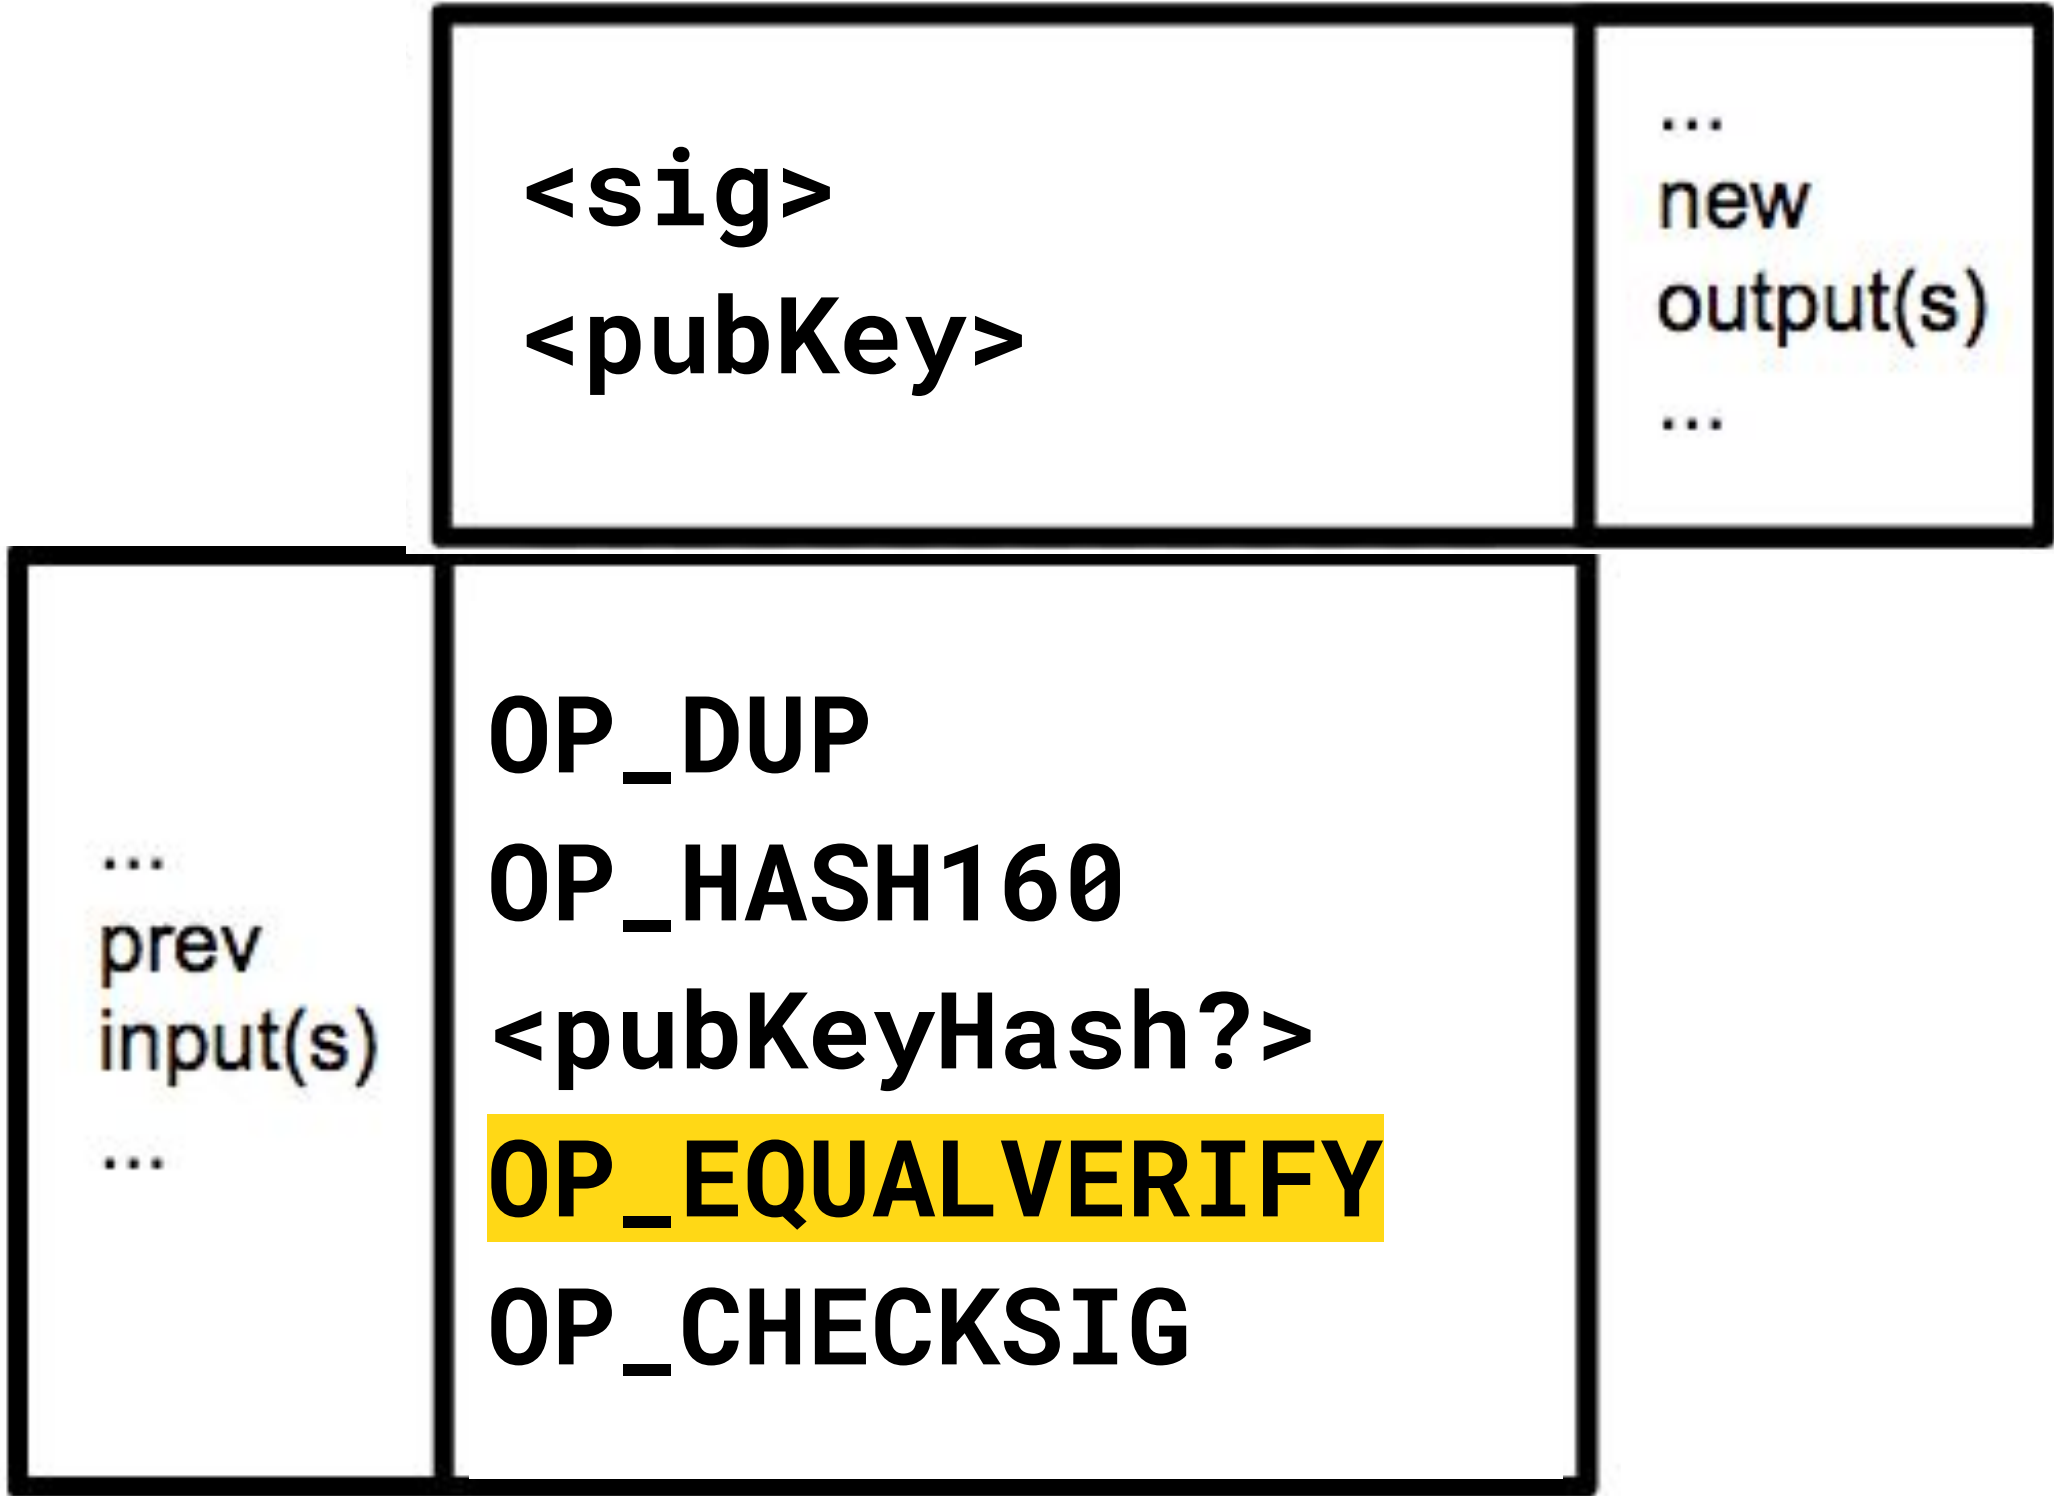 <sig>
<pubKey>
...
new
output(s)
...
...
prev
input(s)
...
OP_DUP
OP_HASH160
<pubKeyHash?>
OP_EQUALVERIFY
OP_CHECKSIG